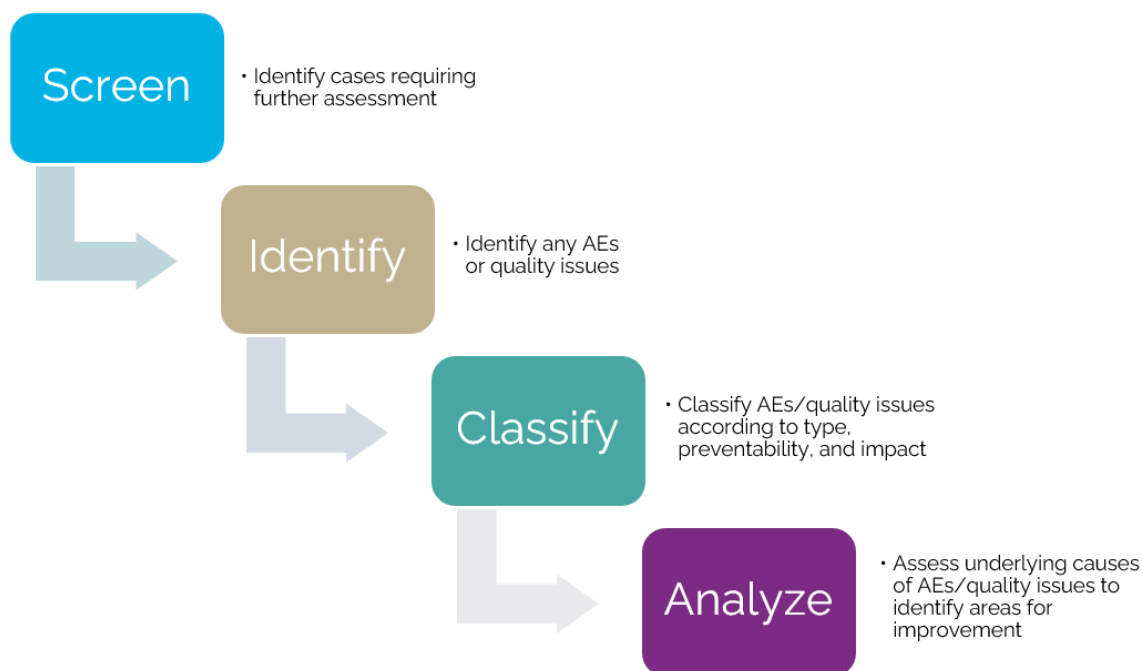 Screen
• Identify cases requiring
further assessment
Identify
• Identify any AEs
or quality issues
Classify
• Classify AEs/quality issues
according to type,
preventability, and impact
Analyze
• Assess underlying causes
of AEs/quality issues to
identify areas for
improvement